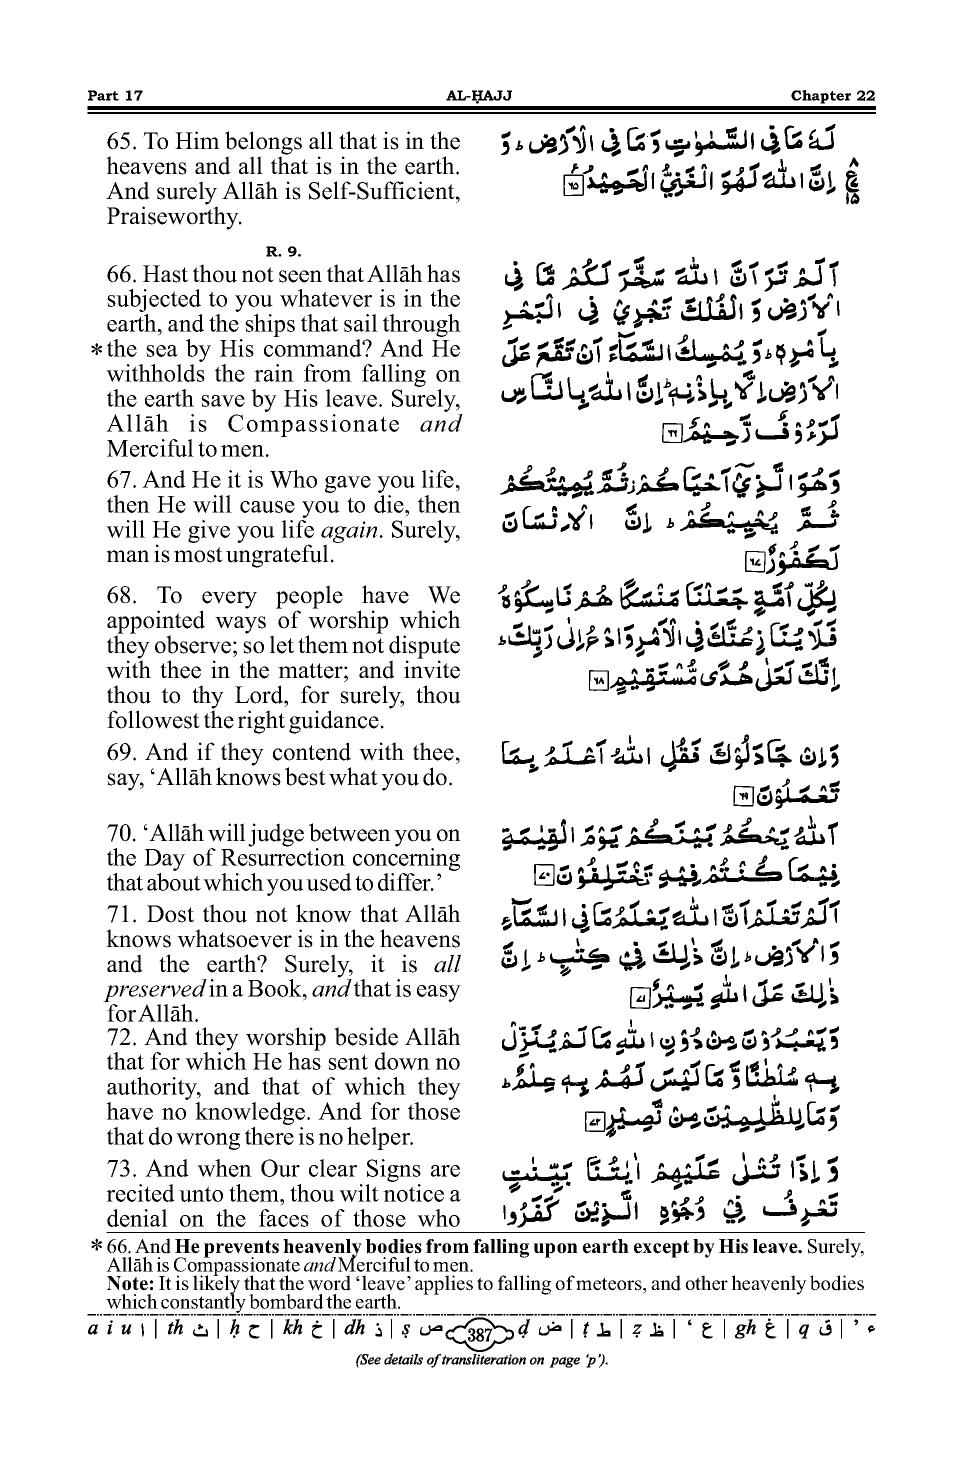 Part 17 AL-ḤAJJ Chapter 22
65. To Him belongs all that is in the
heavens and all that is in the earth.
And surely Allāh is Self-Sufficient,
Praiseworthy.
لَهٗ مَا فِی السَّمٰوٰتِ وَ مَا فِی الْاَرْضِ ؕ وَ
اِنَّ اللّٰهَ لَهُوَ الْغَنِیُّ الْحَمِیْدُ ۶۵
R. 9.
66. Hast thou not seen that Allāh has
subjected to you whatever is in the
earth, and the ships that sail through
*the sea by His command? And He
withholds the rain from falling on
the earth save by His leave. Surely,
Allāh is Compassionate and
Merciful to men.
اَلَمْ تَرَ اَنَّ اللّٰهَ سَخَّرَ لَكُمْ مَّا فِی
الْاَرْضِ وَ الْفُلْكَ تَجْرِیْ فِی الْبَحْرِ
بِاَمْرِهٖ ؕ وَ یُمْسِكُ السَّمَآءَ اَنْ تَقَعَ عَلَی
الْاَرْضِ اِلَّا بِاِذْنِهٖ ؕ اِنَّ اللّٰهَ بِالنَّاسِ
لَرَءُوْفٌ رَّحِیْمٌ ۶۶
67. And He it is Who gave you life,
then He will cause you to die, then
will He give you life again. Surely,
man is most ungrateful.
وَهُوَ الَّذِیْۤ اَحْیَاكُمْ ؗ ثُمَّ یُمِیْتُكُمْ
ثُمَّ یُحْیِیْكُمْ ؕ اِنَّ الْاِنْسَانَ
لَكَفُوْرٌ ۶۷
68. To every people have We
appointed ways of worship which
they observe; so let them not dispute
with thee in the matter; and invite
thou to thy Lord, for surely, thou
followest the right guidance.
لِكُلِّ اُمَّةٍ جَعَلْنَا مَنْسَكًا هُمْ نَاسِكُوْهُ
فَلَا یُنَازِعُنَّكَ فِی الْاَمْرِ وَادْعُ اِلٰی رَبِّكَ ؕ
اِنَّكَ لَعَلٰی هُدًی مُّسْتَقِیْمٍ ۶۸
69. And if they contend with thee,
say, ‘Allāh knows best what you do.
وَاِنْ جَادَلُوْكَ فَقُلِ اللّٰهُ اَعْلَمُ بِمَا
تَعْمَلُوْنَ ۶۹
70. ‘Allāh will judge between you on
the Day of Resurrection concerning
that about which you used to differ.’
اَللّٰهُ یَحْكُمُ بَیْنَكُمْ یَوْمَ الْقِیٰمَةِ
فِیْمَا كُنْتُمْ فِیْهِ تَخْتَلِفُوْنَ ۷۰
71. Dost thou not know that Allāh
knows whatsoever is in the heavens
and the earth? Surely, it is all
preserved in a Book, and that is easy
for Allāh.
اَلَمْ تَعْلَمْ اَنَّ اللّٰهَ یَعْلَمُ مَا فِی السَّمَآءِ
وَالْاَرْضِ ؕ اِنَّ ذٰلِكَ فِیْ كِتٰبٍ ؕ اِنَّ
ذٰلِكَ عَلَی اللّٰهِ یَسِیْرٌ ۷۱
72. And they worship beside Allāh
that for which He has sent down no
authority, and that of which they
have no knowledge. And for those
that do wrong there is no helper.
وَیَعْبُدُوْنَ مِنْ دُوْنِ اللّٰهِ مَا لَمْ یُنَزِّلْ
بِهٖ سُلْطٰنًا وَّ مَا لَیْسَ لَهُمْ بِهٖ عِلْمٌ ؕ
وَمَا لِلظّٰلِمِیْنَ مِنْ نَّصِیْرٍ ۷۲
73. And when Our clear Signs are
recited unto them, thou wilt notice a
denial on the faces of those who
وَاِذَا تُتْلٰی عَلَیْهِمْ اٰیٰتُنَا بَیِّنٰتٍ
تَعْرِفُ فِیْ وُجُوْهِ الَّذِیْنَ كَفَرُوا
* 66. And He prevents heavenly bodies from falling upon earth except by His leave. Surely,
Allāh is Compassionate and Merciful to men.
Note: It is likely that the word ‘leave’ applies to falling of meteors, and other heavenly bodies
which constantly bombard the earth.
a i u ا | th ث | ḥ ح | kh خ | dh ذ | ṣ ص 387 ḍ ض | ṭ ط | ẓ ظ | ‘ ع | gh غ | q ق | ’ ء
(See details of transliteration on page ‘p’).